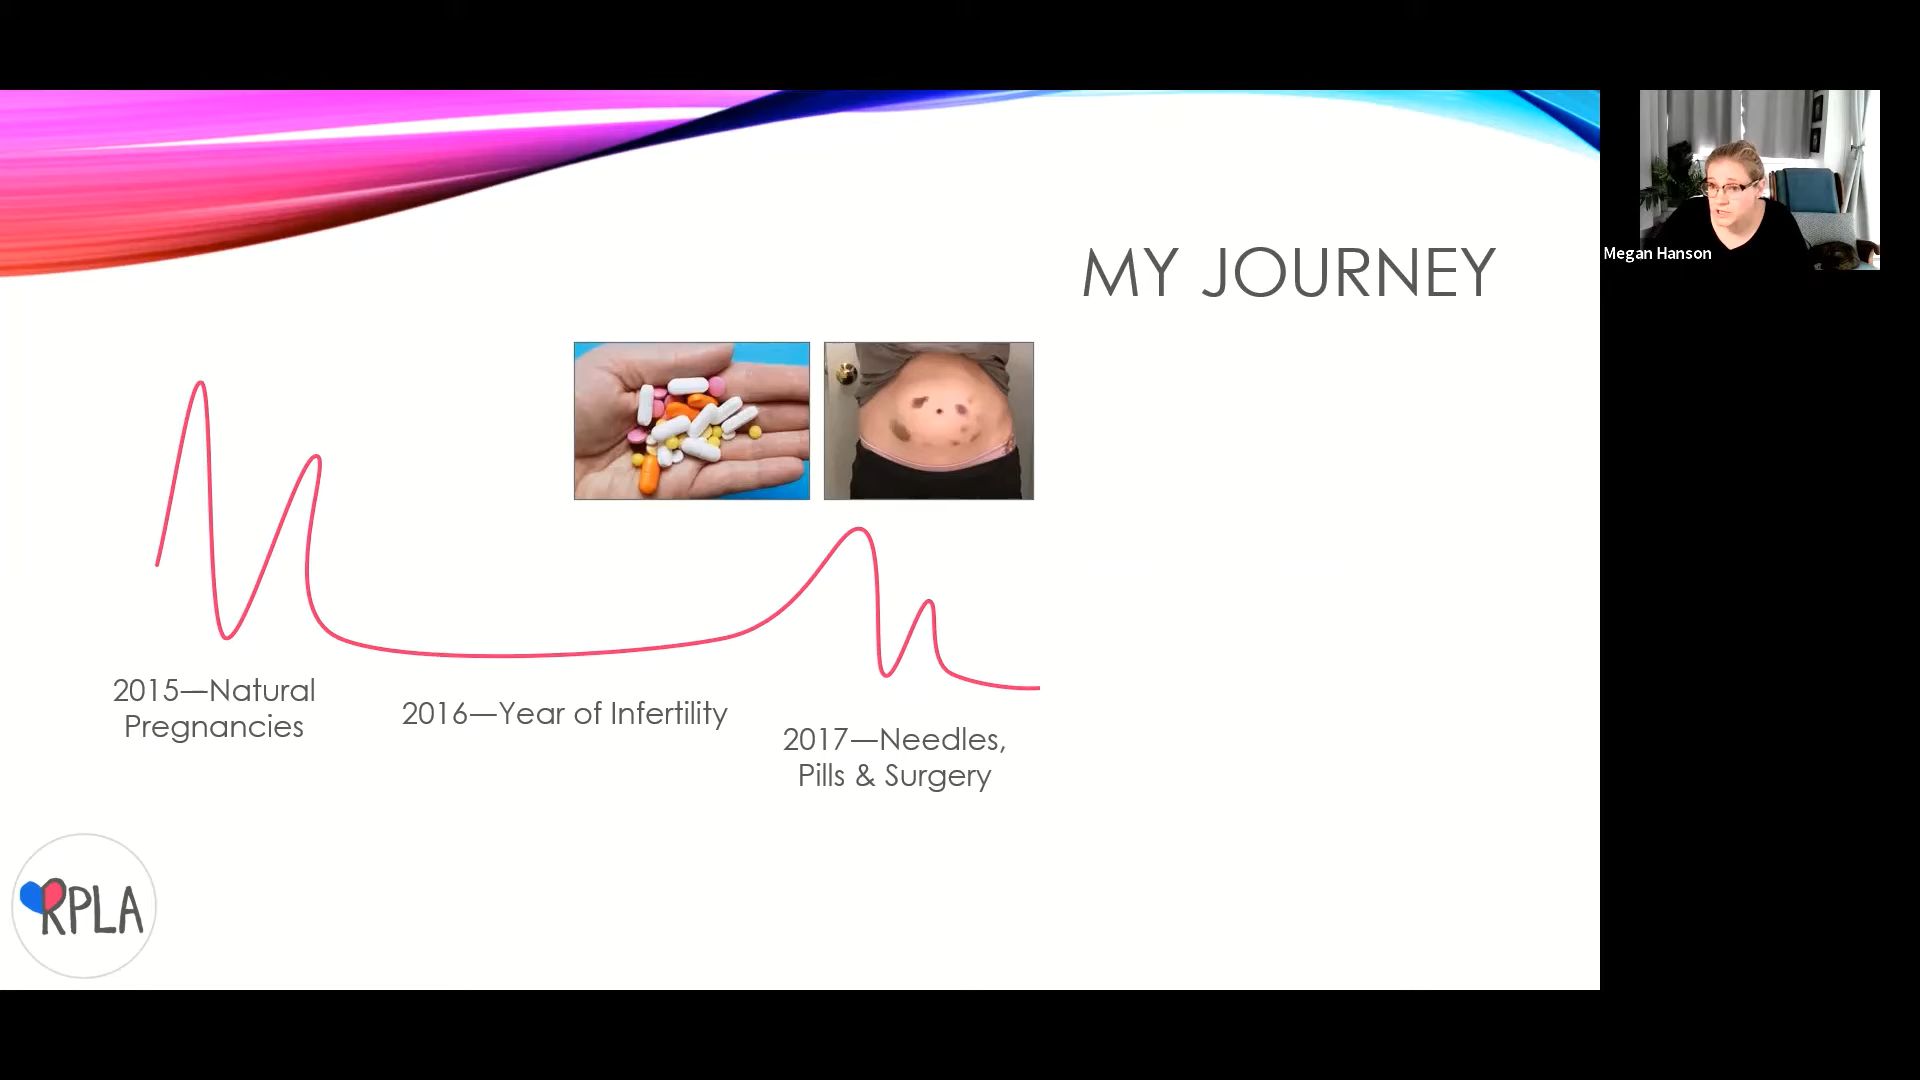 MY JOURNEY
Megan Hanson
2015—Natural
Pregnancies
2016—Year of Infertility
2017—Needles,
Pills & Surgery
RPLA